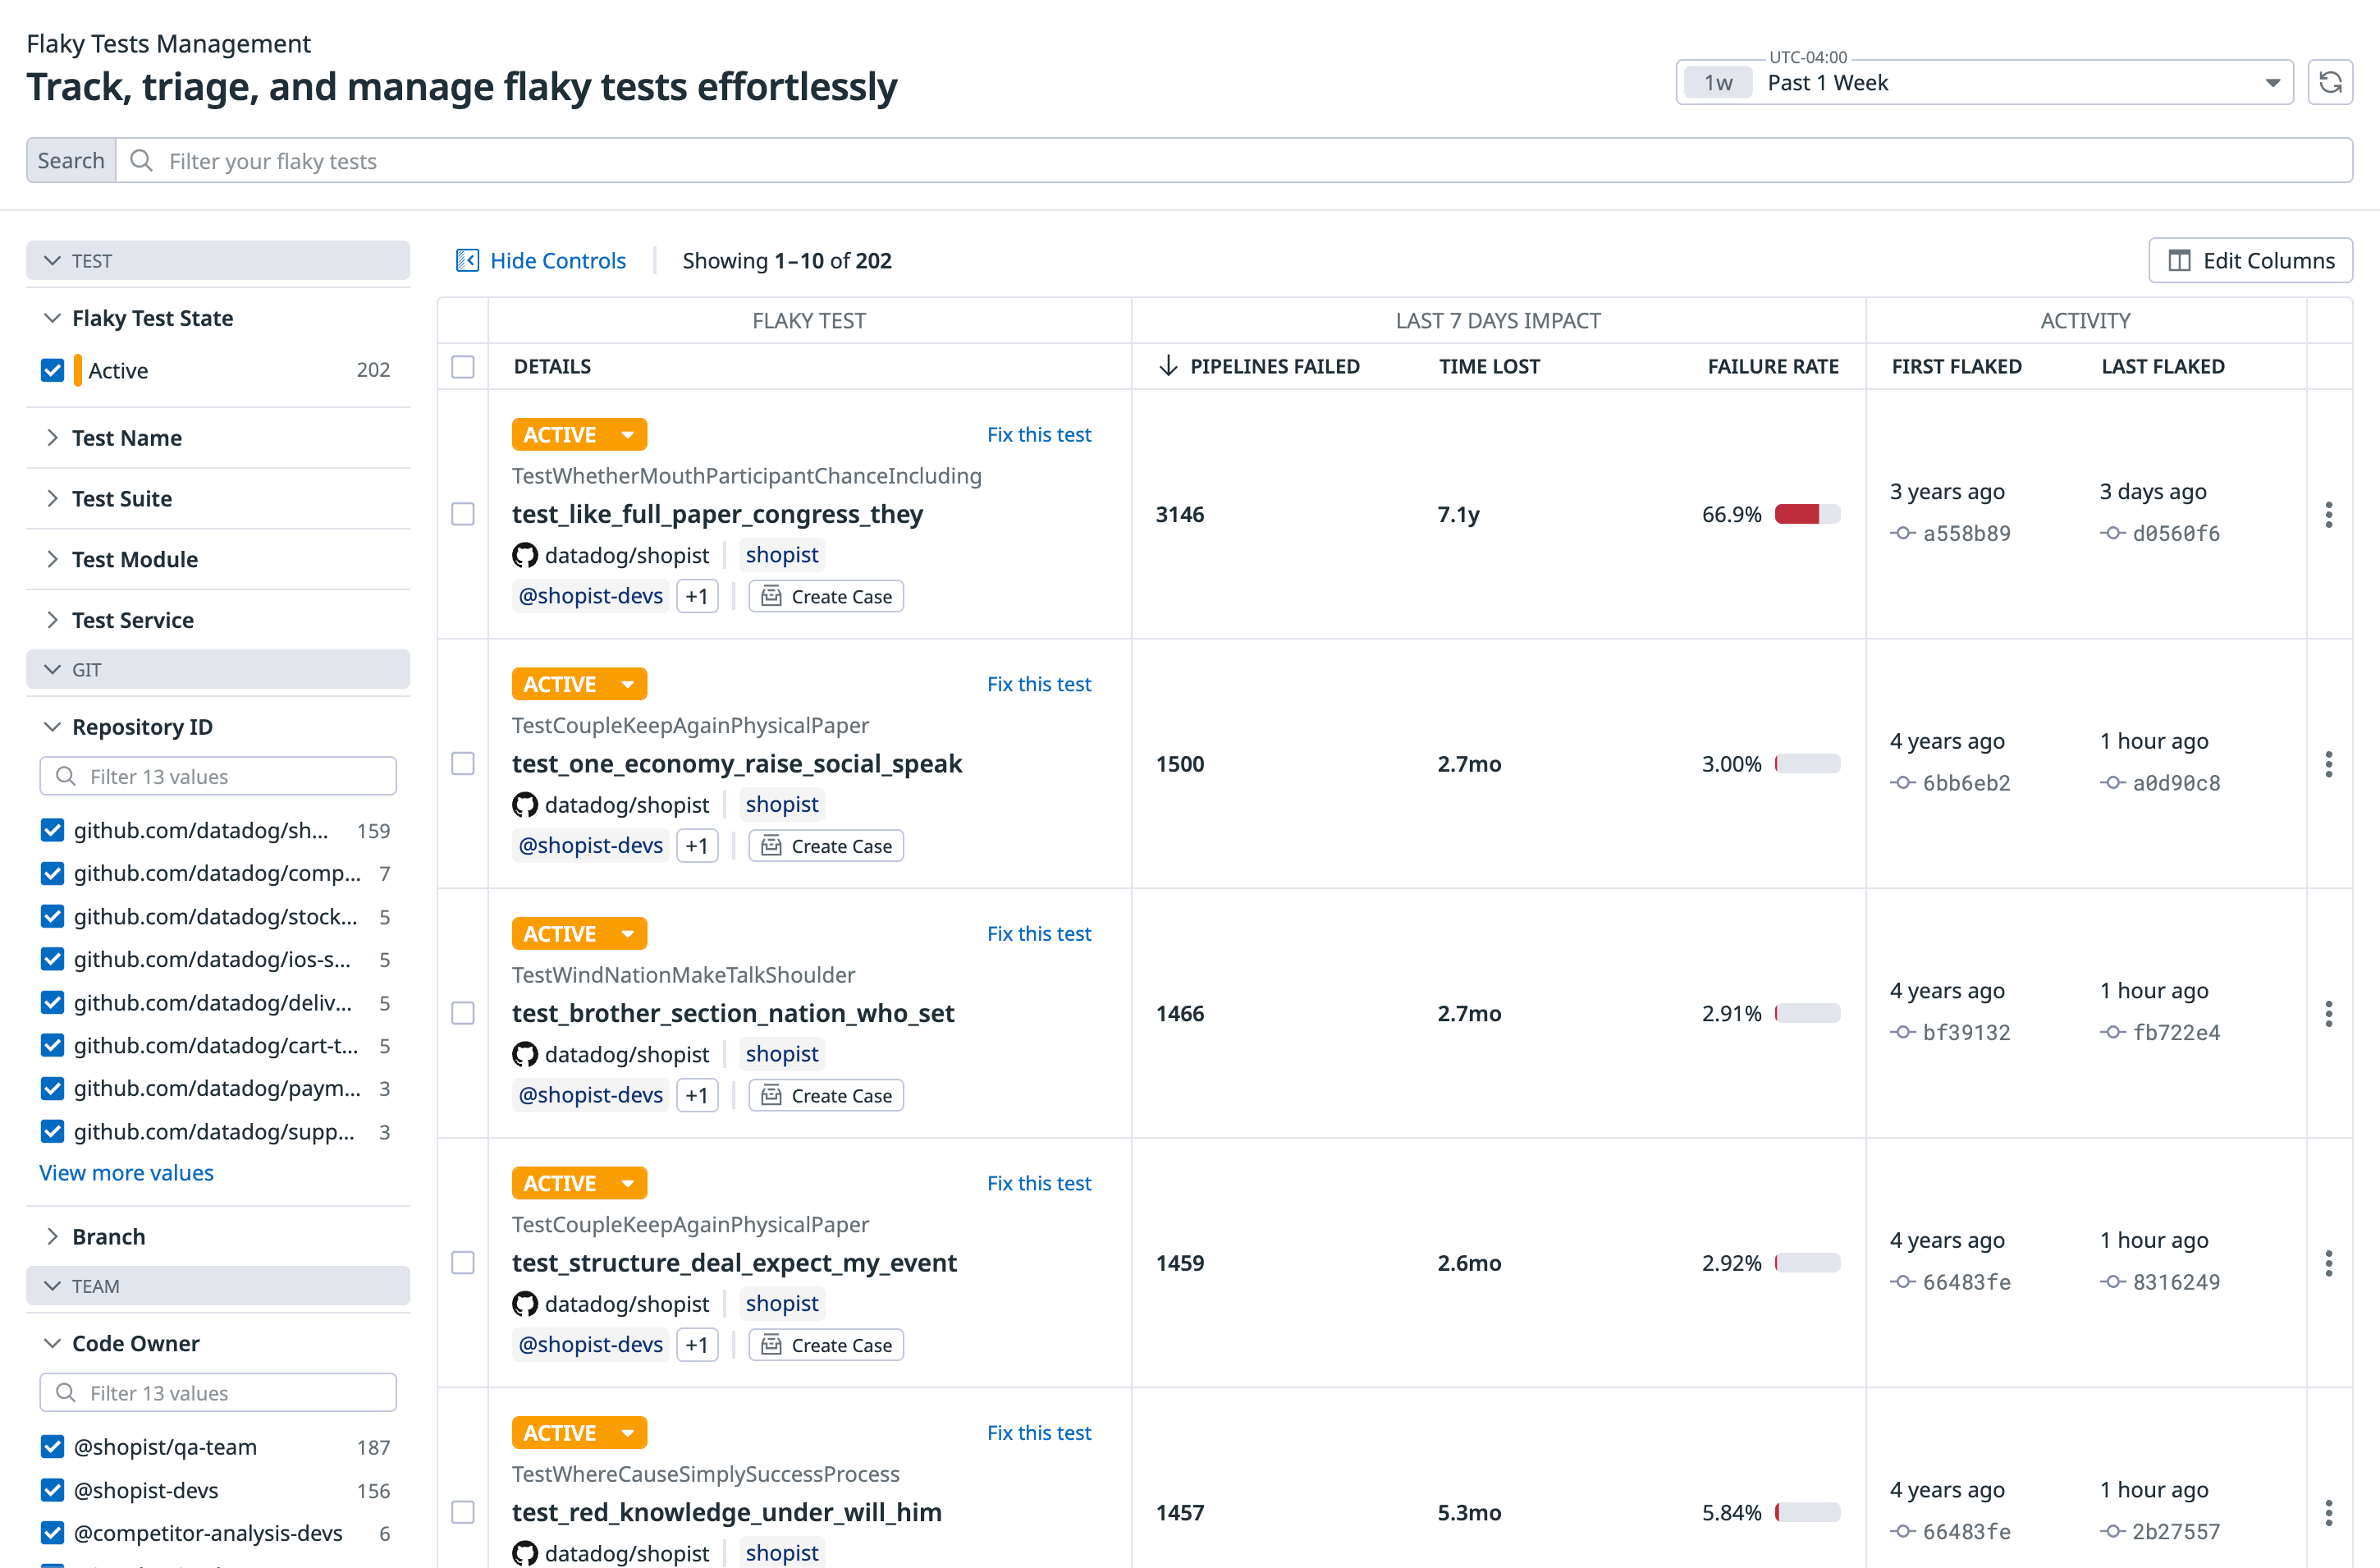 Flaky Tests Management
Track, triage, and manage flaky tests effortlessly
UTC-04:00
1w Past 1 Week
Search Filter your flaky tests
TEST
Flaky Test State
Active 202
Test Name
Test Suite
Test Module
Test Service
GIT
Repository ID
Filter 13 values
github.com/datadog/sh... 159
github.com/datadog/comp... 7
github.com/datadog/stock... 5
github.com/datadog/ios-s... 5
github.com/datadog/deliv... 5
github.com/datadog/cart-t... 5
github.com/datadog/paym... 3
github.com/datadog/supp... 3
View more values
Branch
TEAM
Code Owner
Filter 13 values
@shopist/qa-team 187
@shopist-devs 156
@competitor-analysis-devs 6
Hide Controls Showing 1–10 of 202 Edit Columns
FLAKY TEST LAST 7 DAYS IMPACT ACTIVITY
DETAILS PIPELINES FAILED TIME LOST FAILURE RATE FIRST FLAKED LAST FLAKED
ACTIVE Fix this test
TestWhetherMouthParticipantChanceIncluding
test_like_full_paper_congress_they
datadog/shopist shopist
@shopist-devs +1 Create Case
3146 7.1y 66.9%
3 years ago 3 days ago
a558b89 d0560f6
ACTIVE Fix this test
TestCoupleKeepAgainPhysicalPaper
test_one_economy_raise_social_speak
datadog/shopist shopist
@shopist-devs +1 Create Case
1500 2.7mo 3.00%
4 years ago 1 hour ago
6bb6eb2 a0d90c8
ACTIVE Fix this test
TestWindNationMakeTalkShoulder
test_brother_section_nation_who_set
datadog/shopist shopist
@shopist-devs +1 Create Case
1466 2.7mo 2.91%
4 years ago 1 hour ago
bf39132 fb722e4
ACTIVE Fix this test
TestCoupleKeepAgainPhysicalPaper
test_structure_deal_expect_my_event
datadog/shopist shopist
@shopist-devs +1 Create Case
1459 2.6mo 2.92%
4 years ago 1 hour ago
66483fe 8316249
ACTIVE Fix this test
TestWhereCauseSimplySuccessProcess
test_red_knowledge_under_will_him
datadog/shopist shopist
1457 5.3mo 5.84%
4 years ago 1 hour ago
66483fe 2b27557